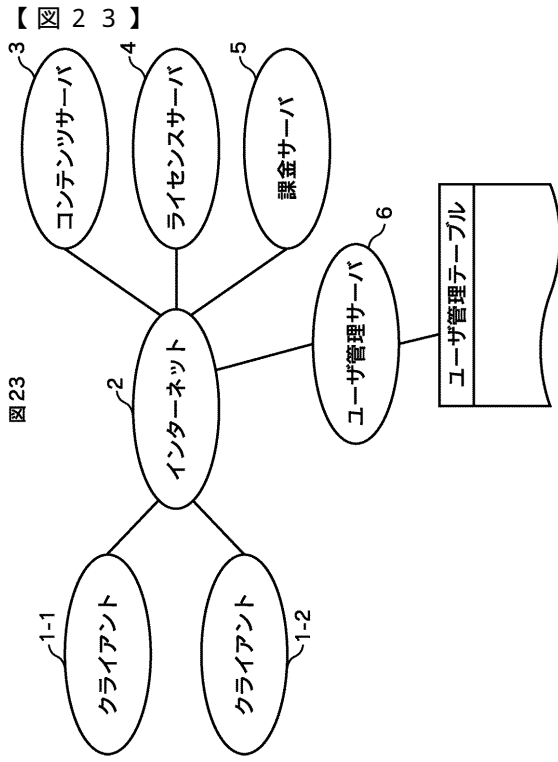 【図２３】
図23
1-1
クライアント
1-2
クライアント
2
インターネット
3
コンテンツサーバ
4
ライセンスサーバ
5
課金サーバ
6
ユーザ管理サーバ
ユーザ管理テーブル